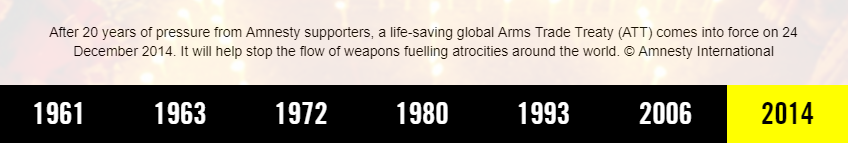 After 20 years of pressure from Amnesty supporters, a life-saving global Arms Trade Treaty (ATT) comes into force on 24
December 2014. It will help stop the flow of weapons fuelling atrocities around the world. © Amnesty International
1961 1963 1972 1980 1993 2006 2014